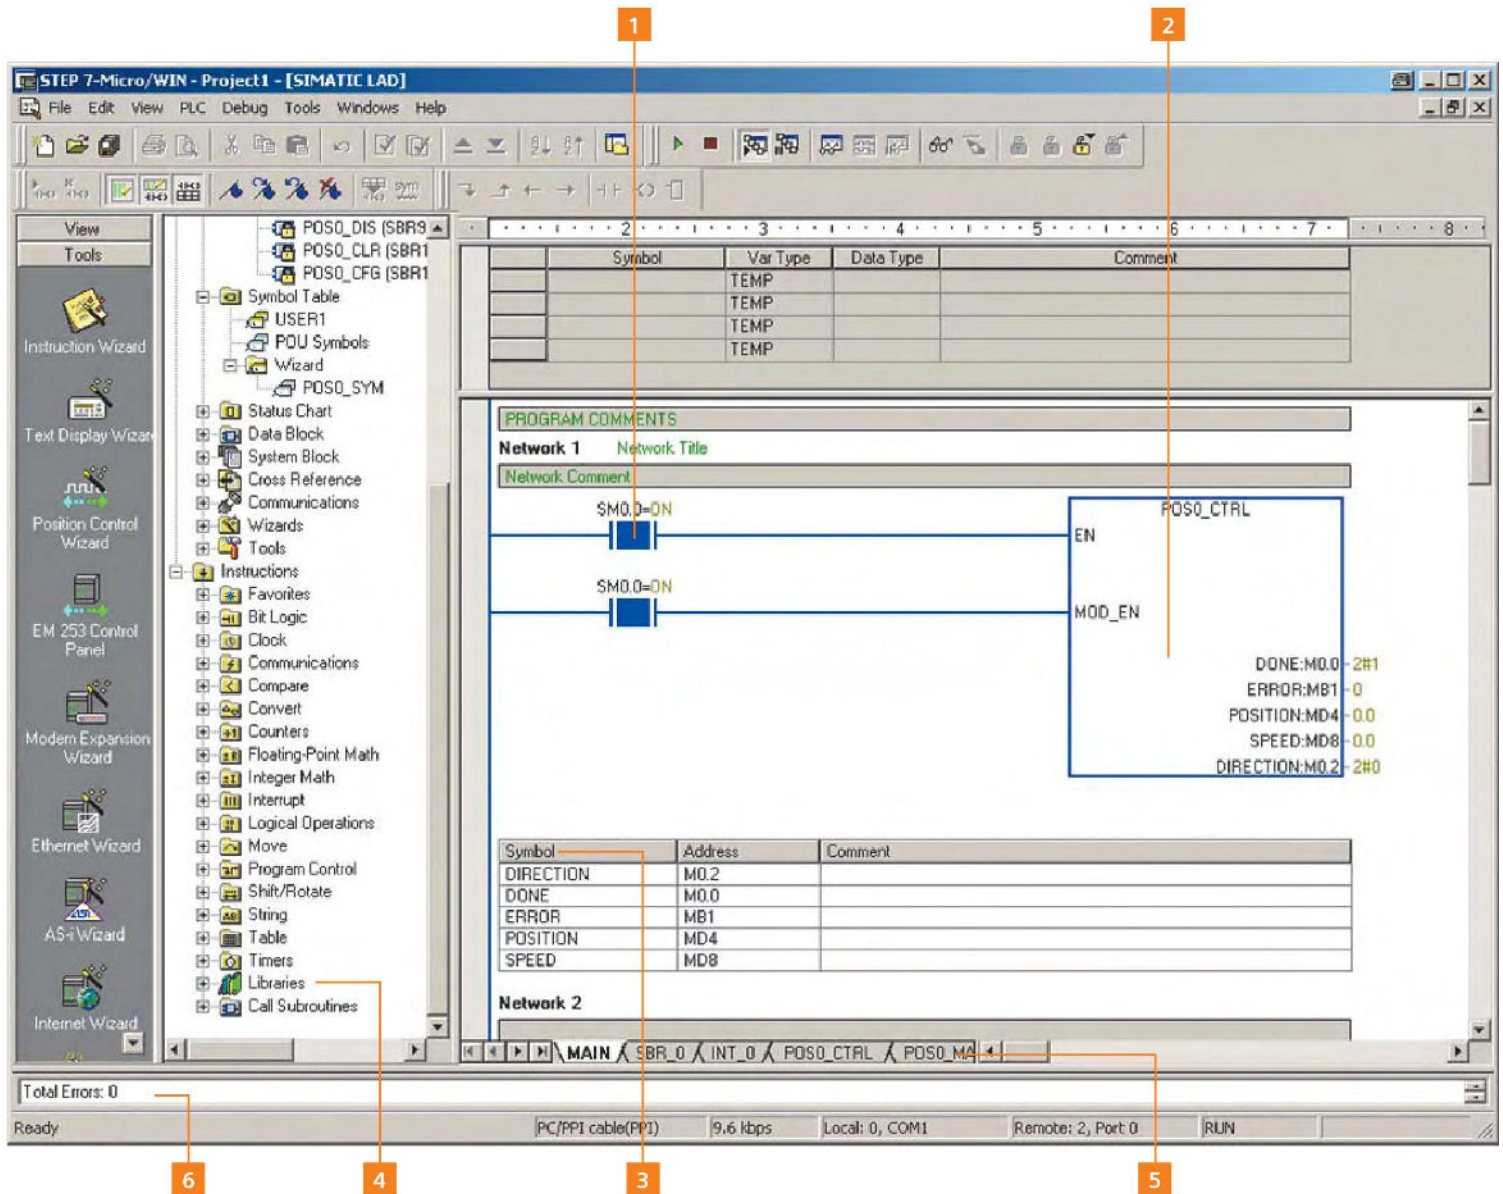 1 2
STEP 7-Micro/WIN - Project1 - [SIMATIC LAD]
File Edit View PLC Debug Tools Windows Help
View
Tools
Instruction Wizard
Text Display Wizar
Position Control
Wizard
EM 253 Control
Panel
Modem Expansion
Wizard
Ethernet Wizard
AS-i Wizard
Internet Wizard
POS0_DIS (SBR9
POS0_CLR (SBR1
POS0_CFG (SBR1
Symbol Table
USER1
POU Symbols
Wizard
POS0_SYM
Status Chart
Data Block
System Block
Cross Reference
Communications
Wizards
Tools
Instructions
Favorites
Bit Logic
Clock
Communications
Compare
Convert
Counters
Floating-Point Math
Integer Math
Interrupt
Logical Operations
Move
Program Control
Shift/Rotate
String
Table
Timers
Libraries
Call Subroutines
2 3 4 5 6 7 8
Symbol Var Type Data Type Comment
TEMP
TEMP
TEMP
TEMP
PROGRAM COMMENTS
Network 1 Network Title
Network Comment
SM0.0=ON
POS0_CTRL
EN
SM0.0=ON
MOD_EN
DONE:M0.0 2#1
ERROR:MB1 0
POSITION:MD4 0.0
SPEED:MD8 0.0
DIRECTION:M0.2 2#0
Symbol Address Comment
DIRECTION M0.2
DONE M0.0
ERROR MB1
POSITION MD4
SPEED MD8
Network 2
MAIN SBR_0 INT_0 POS0_CTRL POS0_MA
Total Errors: 0
Ready PC/PPI cable(PPI) 9.6 kbps Local: 0, COM1 Remote: 2, Port 0 RUN
6 4 3 5